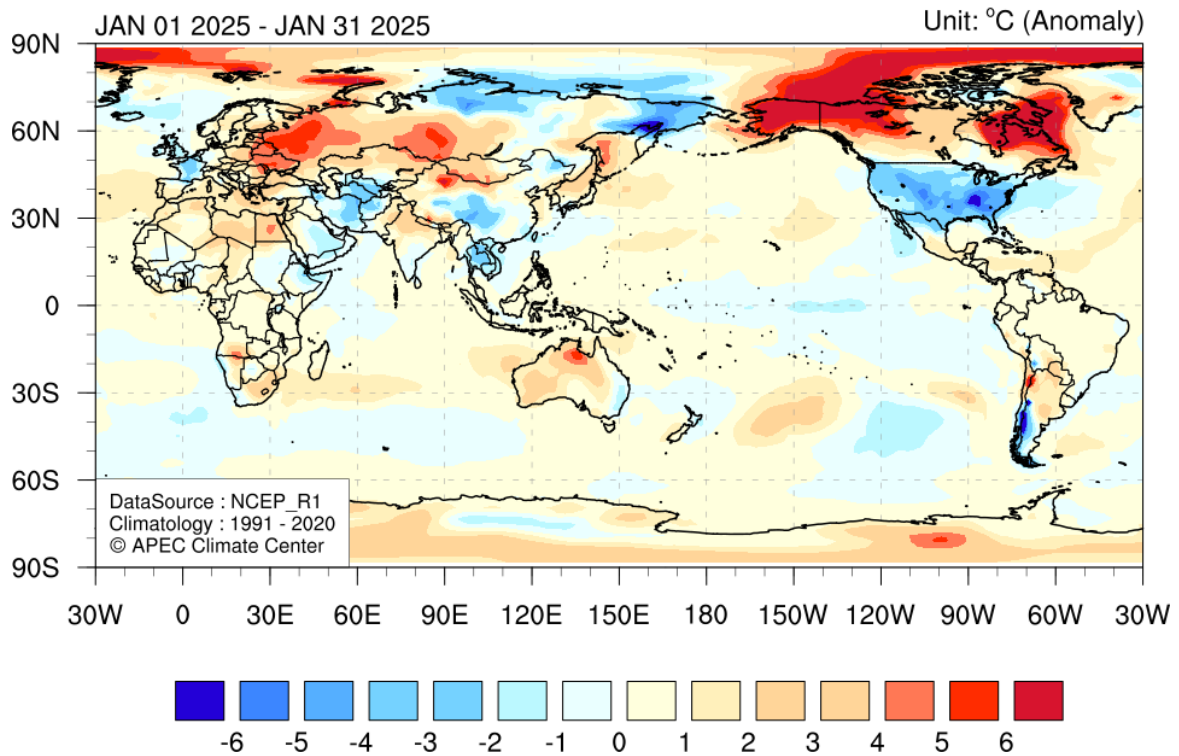 JAN 01 2025 - JAN 31 2025
Unit: °C (Anomaly)
90N
60N
30N
0
30S
60S
90S
DataSource : NCEP_R1
Climatology : 1991 - 2020
© APEC Climate Center
30W 0 30E 60E 90E 120E 150E 180 150W 120W 90W 60W 30W
-6 -5 -4 -3 -2 -1 0 1 2 3 4 5 6